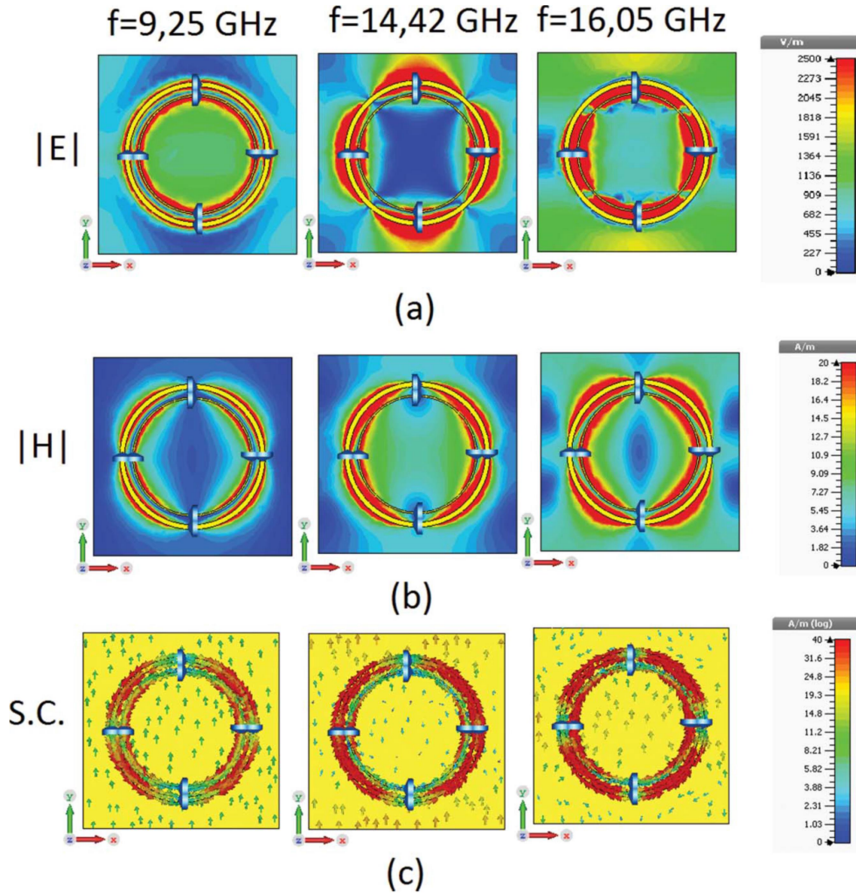 f=9,25 GHz f=14,42 GHz f=16,05 GHz
V/m
2500
2273
2045
1818
1591
1364
1136
909
682
455
227
0
|E|
y x y x y x
(a)
A/m
20
18.2
16.4
14.5
12.7
10.9
9.09
7.27
5.45
3.64
1.82
0
|H|
y x y x y x
(b)
A/m (log)
40
31.6
24.8
19.3
14.9
11.2
8.21
5.82
3.88
2.31
1.03
0
S.C.
y x y x y x
(c)